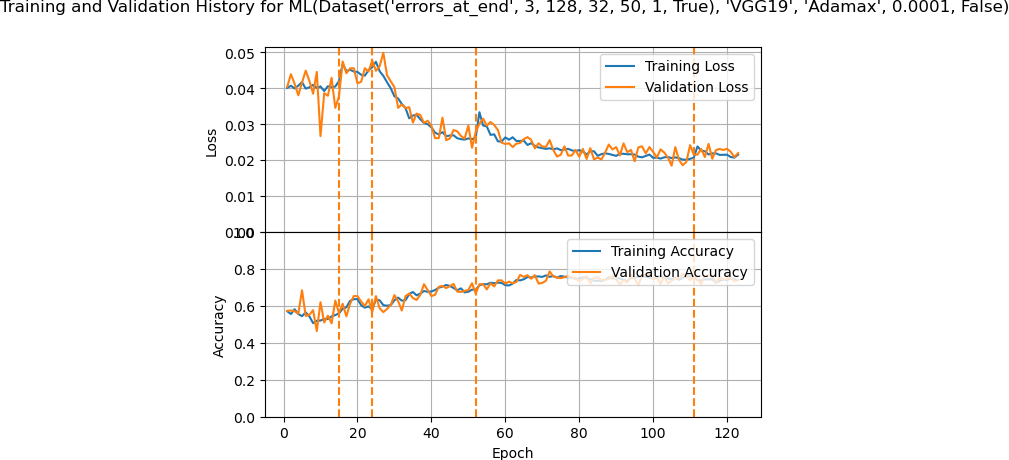 Training and Validation History for ML(Dataset('errors_at_end', 3, 128, 32, 50, 1, True), 'VGG19', 'Adamax', 0.0001, False)
0.05
0.04
0.03
0.02
0.01
0.00
Loss
Training Loss
Validation Loss
1.0
0.8
0.6
0.4
0.2
0.0
Accuracy
Training Accuracy
Validation Accuracy
0 20 40 60 80 100 120
Epoch